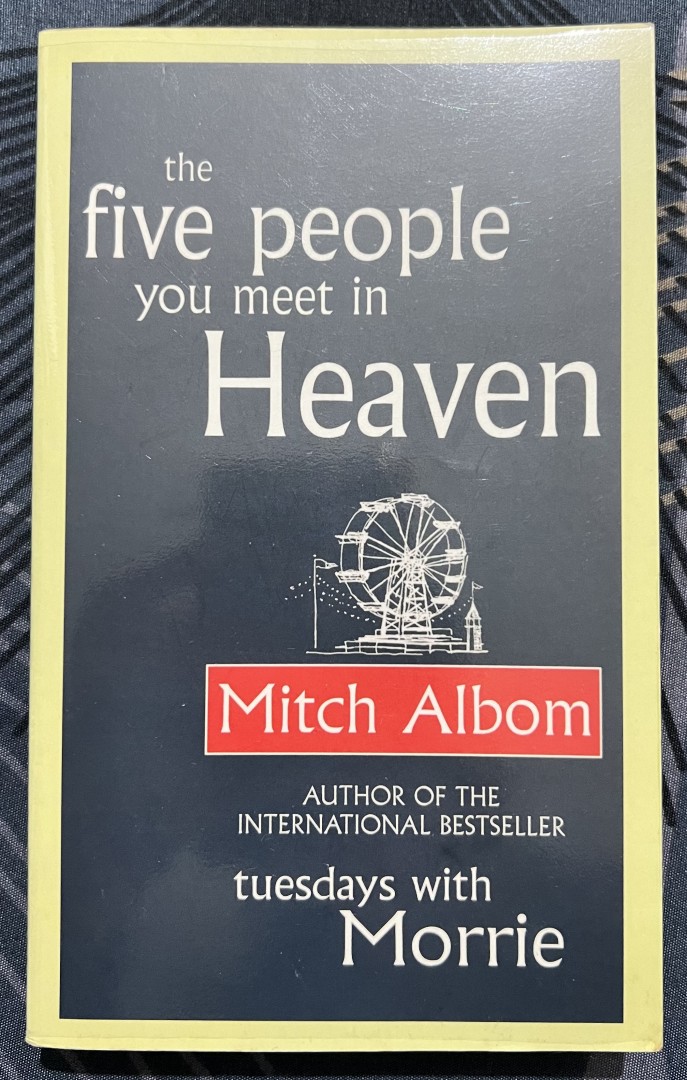 the
five people
you meet in
Heaven
Mitch Albom
AUTHOR OF THE
INTERNATIONAL BESTSELLER
tuesdays with
Morrie